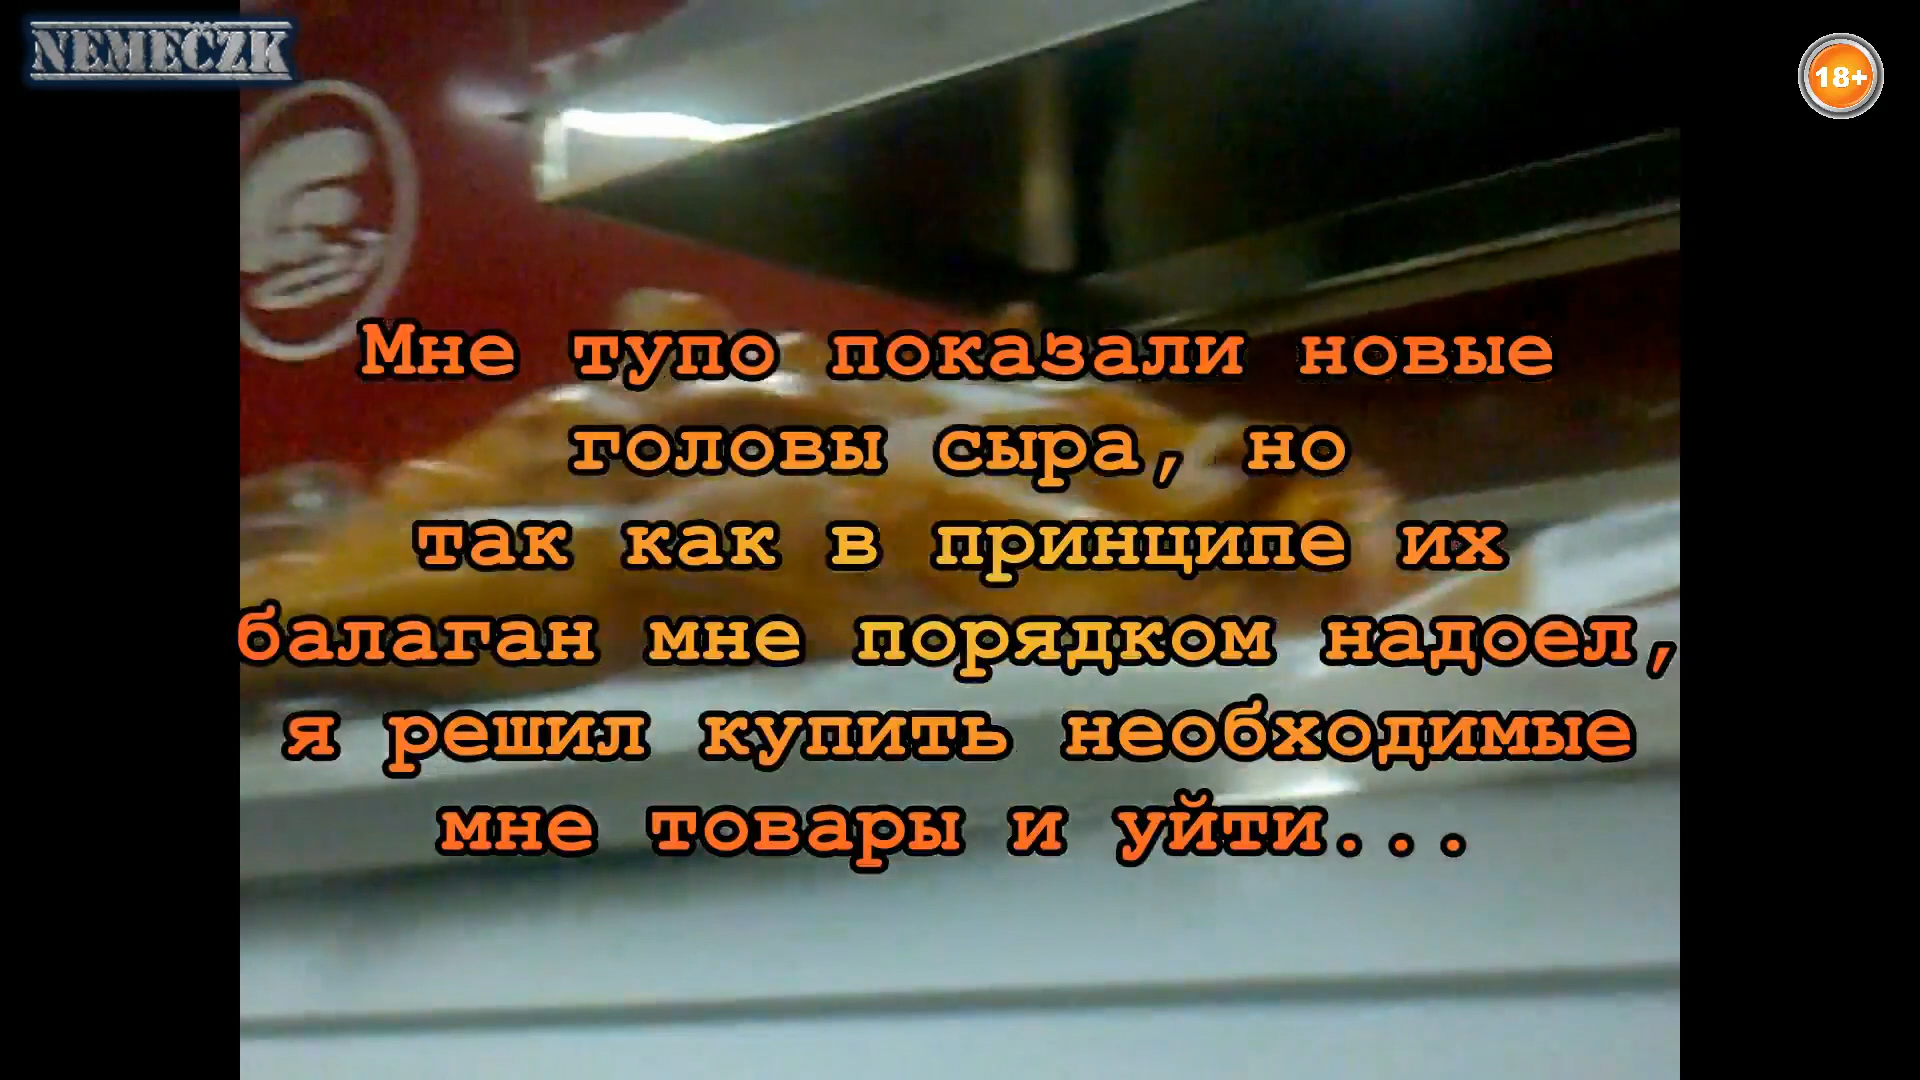 NEMEČZK
18+
Мне тупо показали новые
головы сыра, но
так как в принципе их
балаган мне порядком надоел,
я решил купить необходимые
мне товары и уйти...